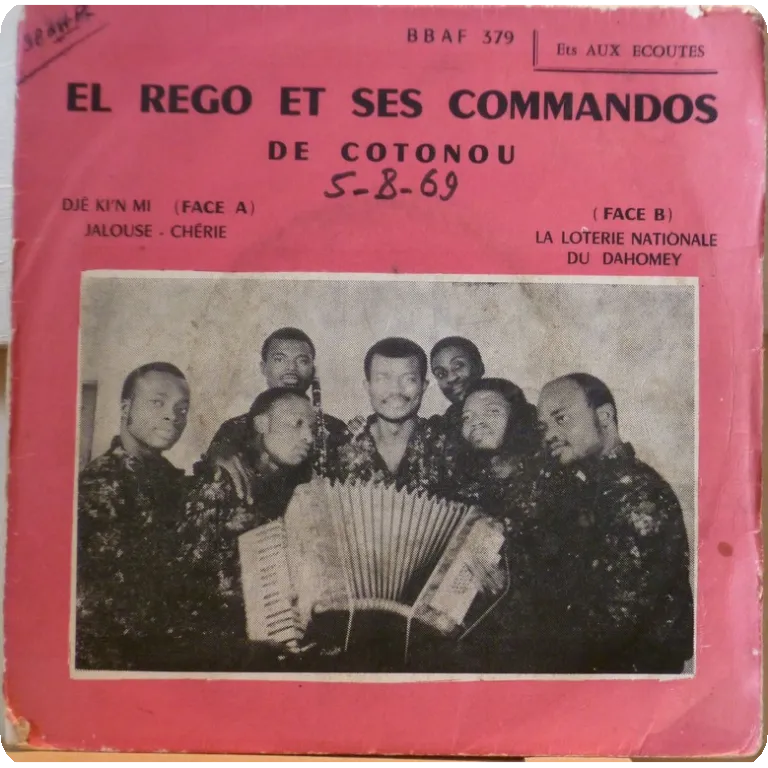 BBAF 379
Ets AUX ECOUTES
EL REGO ET SES COMMANDOS
DE COTONOU
5-8-69
DJÊ KI'N MI (FACE A)
JALOUSE - CHÉRIE
(FACE B)
LA LOTERIE NATIONALE
DU DAHOMEY